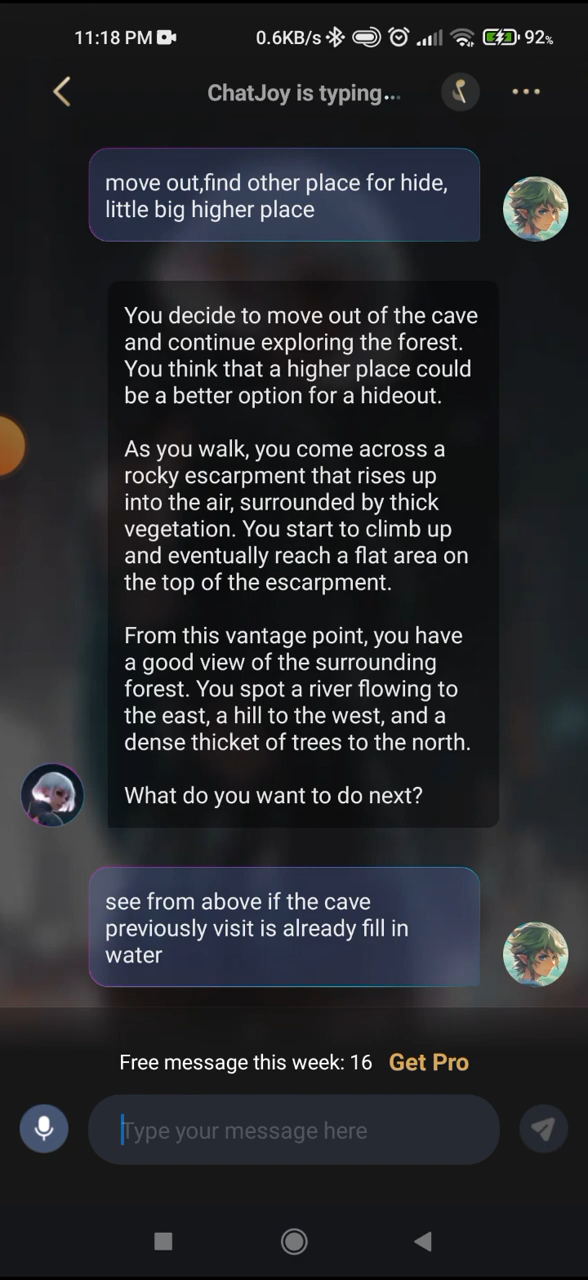 11:18 PM
0.6KB/s
92%
ChatJoy is typing...
move out,find other place for hide,
little big higher place
You decide to move out of the cave
and continue exploring the forest.
You think that a higher place could
be a better option for a hideout.
As you walk, you come across a
rocky escarpment that rises up
into the air, surrounded by thick
vegetation. You start to climb up
and eventually reach a flat area on
the top of the escarpment.
From this vantage point, you have
a good view of the surrounding
forest. You spot a river flowing to
the east, a hill to the west, and a
dense thicket of trees to the north.
What do you want to do next?
see from above if the cave
previously visit is already fill in
water
Free message this week: 16 Get Pro
Type your message here